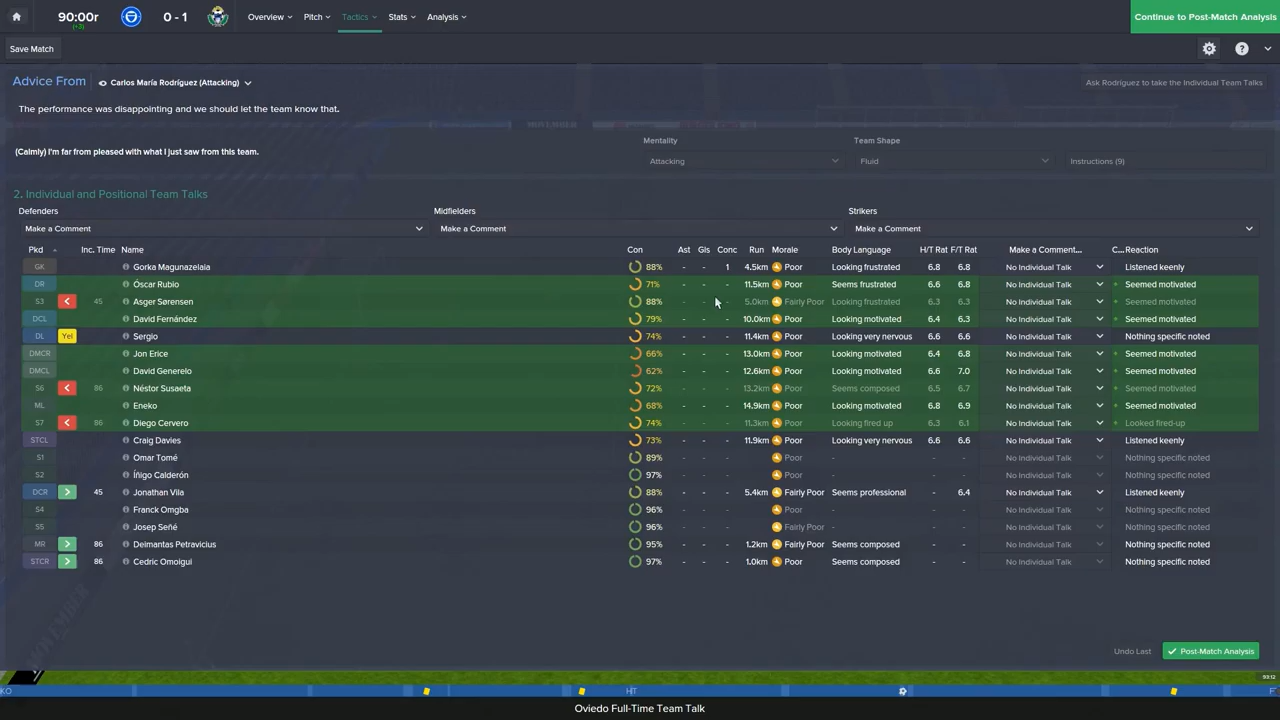 90:00r 0 - 1 Overview Pitch Tactics Stats Analysis Continue to Post-Match Analysis
(+3)
Save Match
Advice From Carlos María Rodríguez (Attacking) Ask Rodríguez to take the Individual Team Talks
The performance was disappointing and we should let the team know that.
Mentality Team Shape
(Calmly) I'm far from pleased with what I just saw from this team. Attacking Fluid Instructions (9)
2. Individual and Positional Team Talks
Defenders Midfielders Strikers
Make a Comment Make a Comment Make a Comment
Pkd Inc. Time Name Con Ast Gls Conc Run Morale Body Language H/T Rat F/T Rat Make a Comment... C... Reaction
GK Gorka Magunazelaia 88% - - 1 4.5km Poor Looking frustrated 6.8 6.8 No Individual Talk Listened keenly
DR Óscar Rubio 71% - - - 11.5km Poor Seems frustrated 6.6 6.8 No Individual Talk Seemed motivated
S3 45 Asger Sørensen 88% - - - 5.0km Fairly Poor Looking frustrated 6.3 6.3 No Individual Talk Seemed motivated
DCL David Fernández 79% - - - 10.0km Poor Looking motivated 6.4 6.3 No Individual Talk Seemed motivated
DL Yel Sergio 74% - - - 11.4km Poor Looking very nervous 6.6 6.6 No Individual Talk Nothing specific noted
DMCR Jon Erice 66% - - - 13.0km Poor Looking motivated 6.4 6.8 No Individual Talk Seemed motivated
DMCL David Generelo 62% - - - 12.6km Poor Looking motivated 6.6 7.0 No Individual Talk Seemed motivated
S6 86 Néstor Susaeta 72% - - - 13.2km Poor Seems composed 6.5 6.7 No Individual Talk Seemed motivated
ML Eneko 68% - - - 14.9km Poor Looking motivated 6.8 6.9 No Individual Talk Seemed motivated
S7 86 Diego Cervero 74% - - - 11.3km Poor Looking fired up 6.3 6.1 No Individual Talk Looked fired-up
STCL Craig Davies 73% - - - 11.9km Poor Looking very nervous 6.6 6.6 No Individual Talk Listened keenly
S1 Omar Tomé 89% - - - Poor - - - No Individual Talk Nothing specific noted
S2 Íñigo Calderón 97% - - - Poor - - - No Individual Talk Nothing specific noted
DCR 45 Jonathan Vila 88% - - - 5.4km Fairly Poor Seems professional - 6.4 No Individual Talk Listened keenly
S4 Franck Omgba 96% - - - Poor - - - No Individual Talk Nothing specific noted
S5 Josep Señé 96% - - - Fairly Poor - - - No Individual Talk Nothing specific noted
MR 86 Deimantas Petravicius 95% - - - 1.2km Fairly Poor Seems composed - - No Individual Talk Nothing specific noted
STCR 86 Cedric Omoigui 97% - - - 1.0km Poor Seems composed - - No Individual Talk Nothing specific noted
Undo Last Post-Match Analysis
93:12
KO HT F
Oviedo Full-Time Team Talk